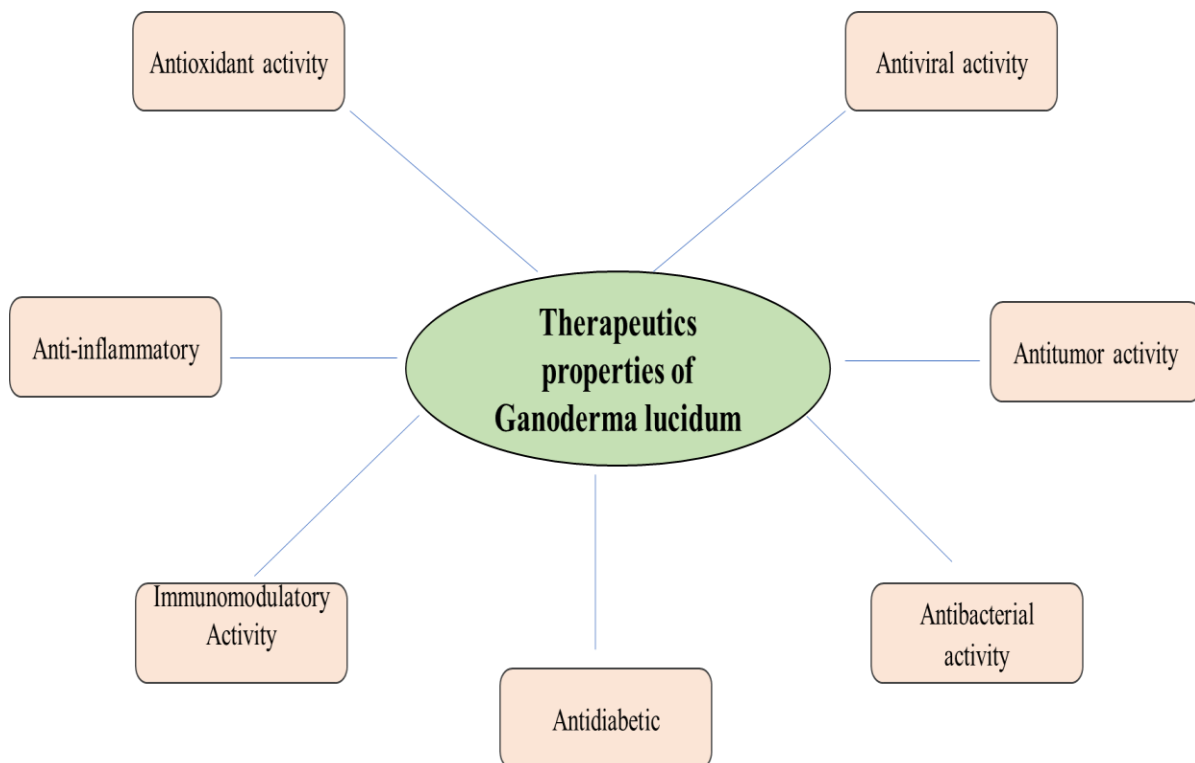 Antioxidant activity
Antiviral activity
Anti-inflammatory
Therapeutics
properties of
Ganoderma lucidum
Antitumor activity
Immunomodulatory
Activity
Antibacterial
activity
Antidiabetic